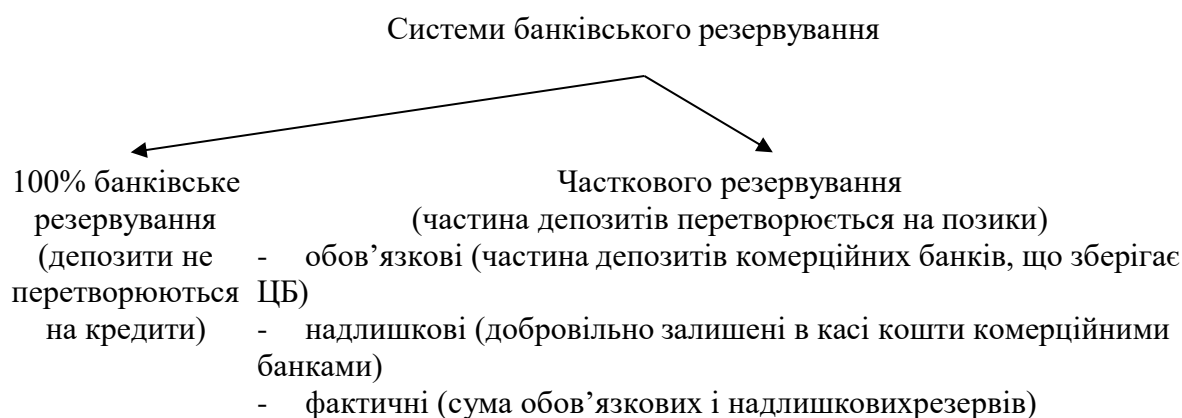 Системи банківського резервування
100% банківське
резервування
(депозити не
перетворюються
на кредити)
Часткового резервування
(частина депозитів перетворюється на позики)
- обов’язкові (частина депозитів комерційних банків, що зберігає
ЦБ)
- надлишкові (добровільно залишені в касі кошти комерційними
банками)
- фактичні (сума обов’язкових і надлишковихрезервів)